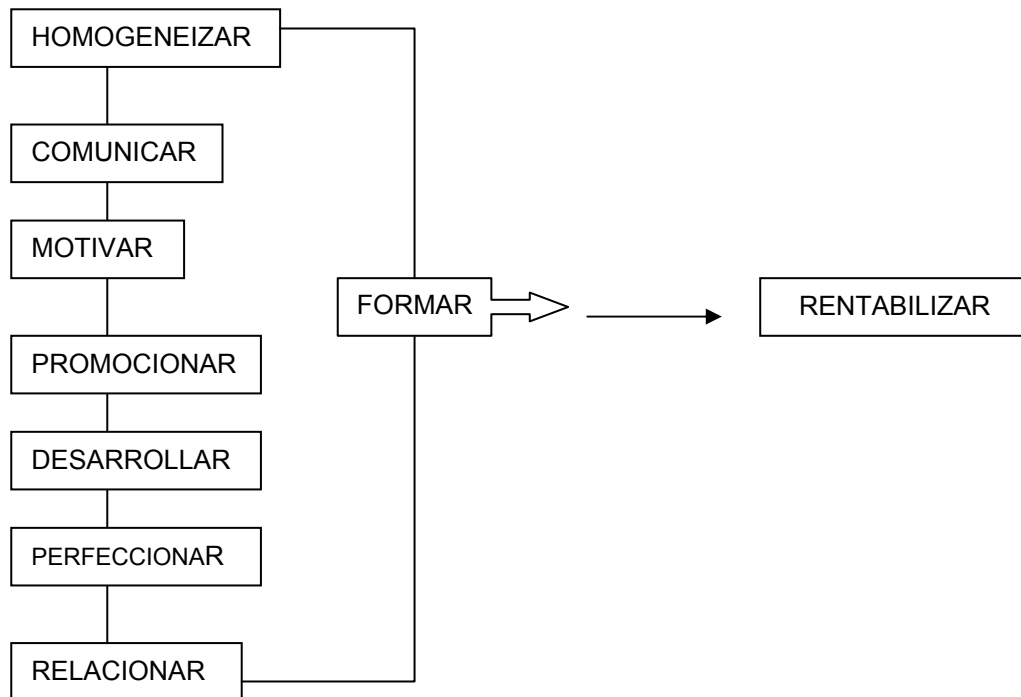 HOMOGENEIZAR
COMUNICAR
MOTIVAR
FORMAR
RENTABILIZAR
PROMOCIONAR
DESARROLLAR
PERFECCIONAR
RELACIONAR